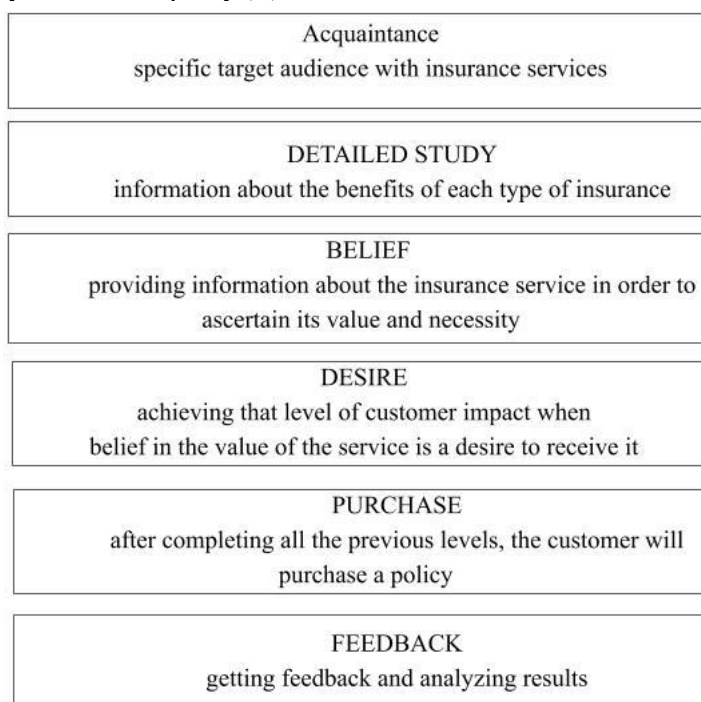 Acquaintance
specific target audience with insurance services
DETAILED STUDY
information about the benefits of each type of insurance
BELIEF
providing information about the insurance service in order to
ascertain its value and necessity
DESIRE
achieving that level of customer impact when
belief in the value of the service is a desire to receive it
PURCHASE
after completing all the previous levels, the customer will
purchase a policy
FEEDBACK
getting feedback and analyzing results